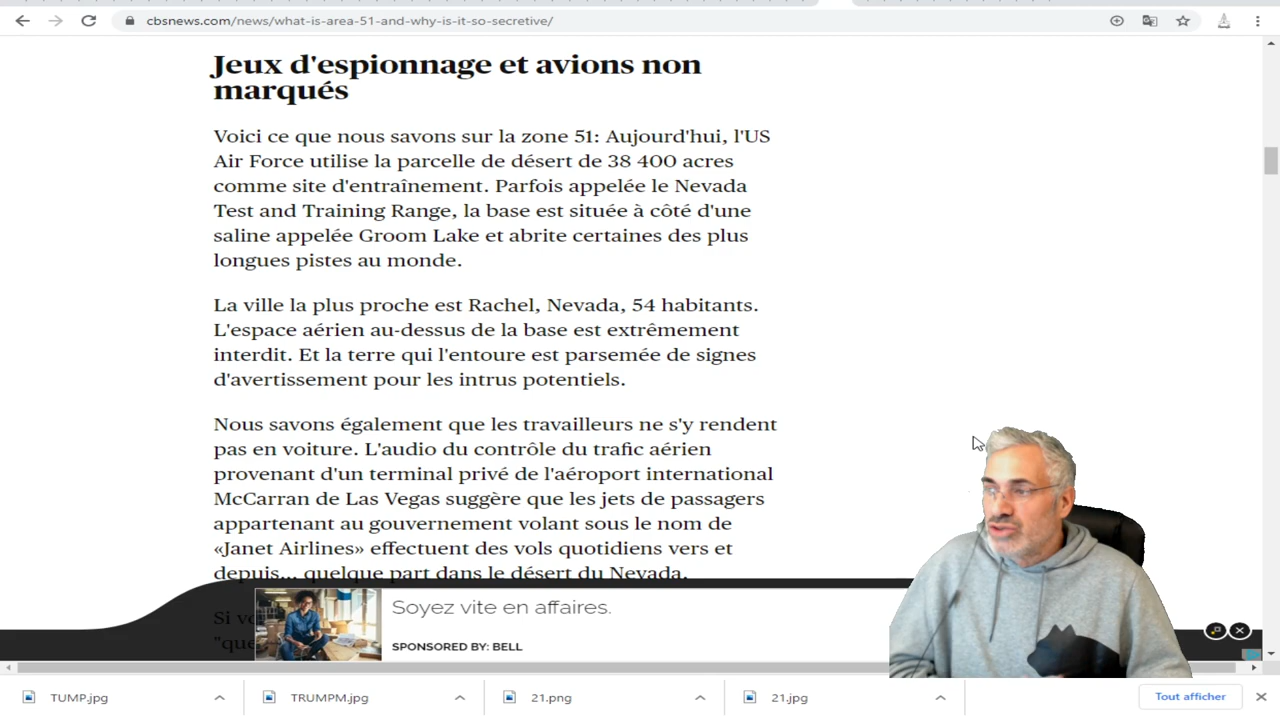 cbsnews.com/news/what-is-area-51-and-why-is-it-so-secretive/
Jeux d'espionnage et avions non
marqués
Voici ce que nous savons sur la zone 51: Aujourd'hui, l'US
Air Force utilise la parcelle de désert de 38 400 acres
comme site d'entraînement. Parfois appelée le Nevada
Test and Training Range, la base est située à côté d'une
saline appelée Groom Lake et abrite certaines des plus
longues pistes au monde.
La ville la plus proche est Rachel, Nevada, 54 habitants.
L'espace aérien au-dessus de la base est extrêmement
interdit. Et la terre qui l'entoure est parsemée de signes
d'avertissement pour les intrus potentiels.
Nous savons également que les travailleurs ne s'y rendent
pas en voiture. L'audio du contrôle du trafic aérien
provenant d'un terminal privé de l'aéroport international
McCarran de Las Vegas suggère que les jets de passagers
appartenant au gouvernement volant sous le nom de
«Janet Airlines» effectuent des vols quotidiens vers et
depuis... quelque part dans le désert du Nevada.
Soyez vite en affaires.
SPONSORED BY: BELL
TUMP.jpg
TRUMPM.jpg
21.png
21.jpg
Tout afficher